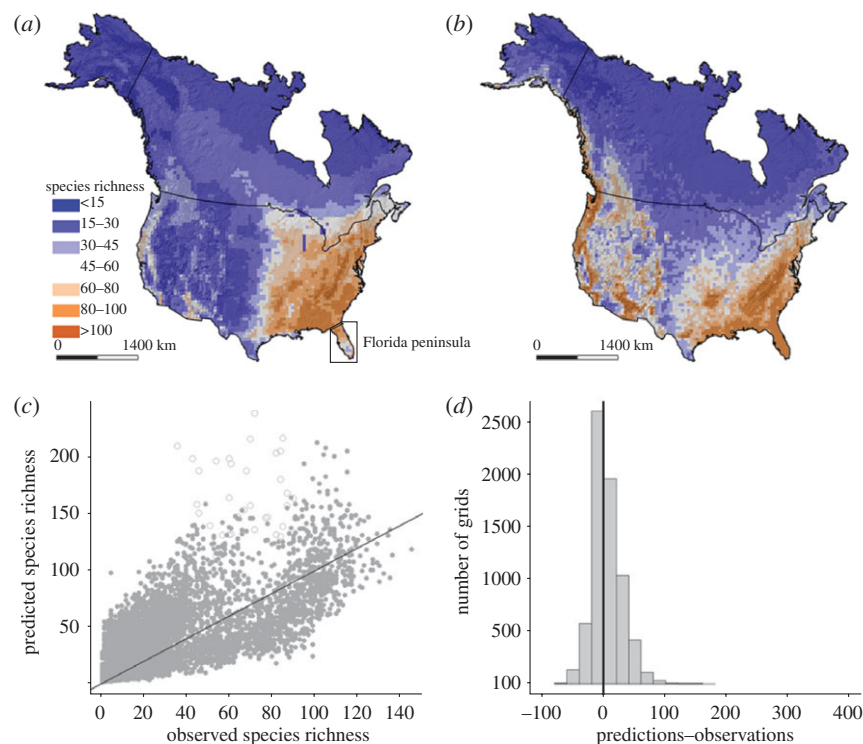 (a)
(b)
species richness
<15
15–30
30–45
45–60
60–80
80–100
>100
0 1400 km
Florida peninsula
0 1400 km
(c)
predicted species richness
200
150
100
50
0 20 40 60 80 100 120 140
observed species richness
(d)
number of grids
2500
2000
1500
1000
500
100
−100 0 100 200 300 400
predictions–observations